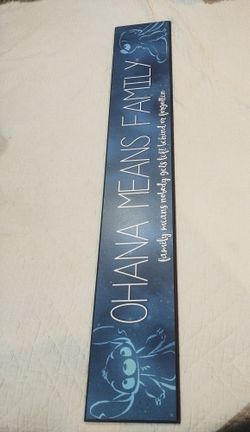 OHANA MEANS FAMILY
family means nobody gets left behind or forgotten